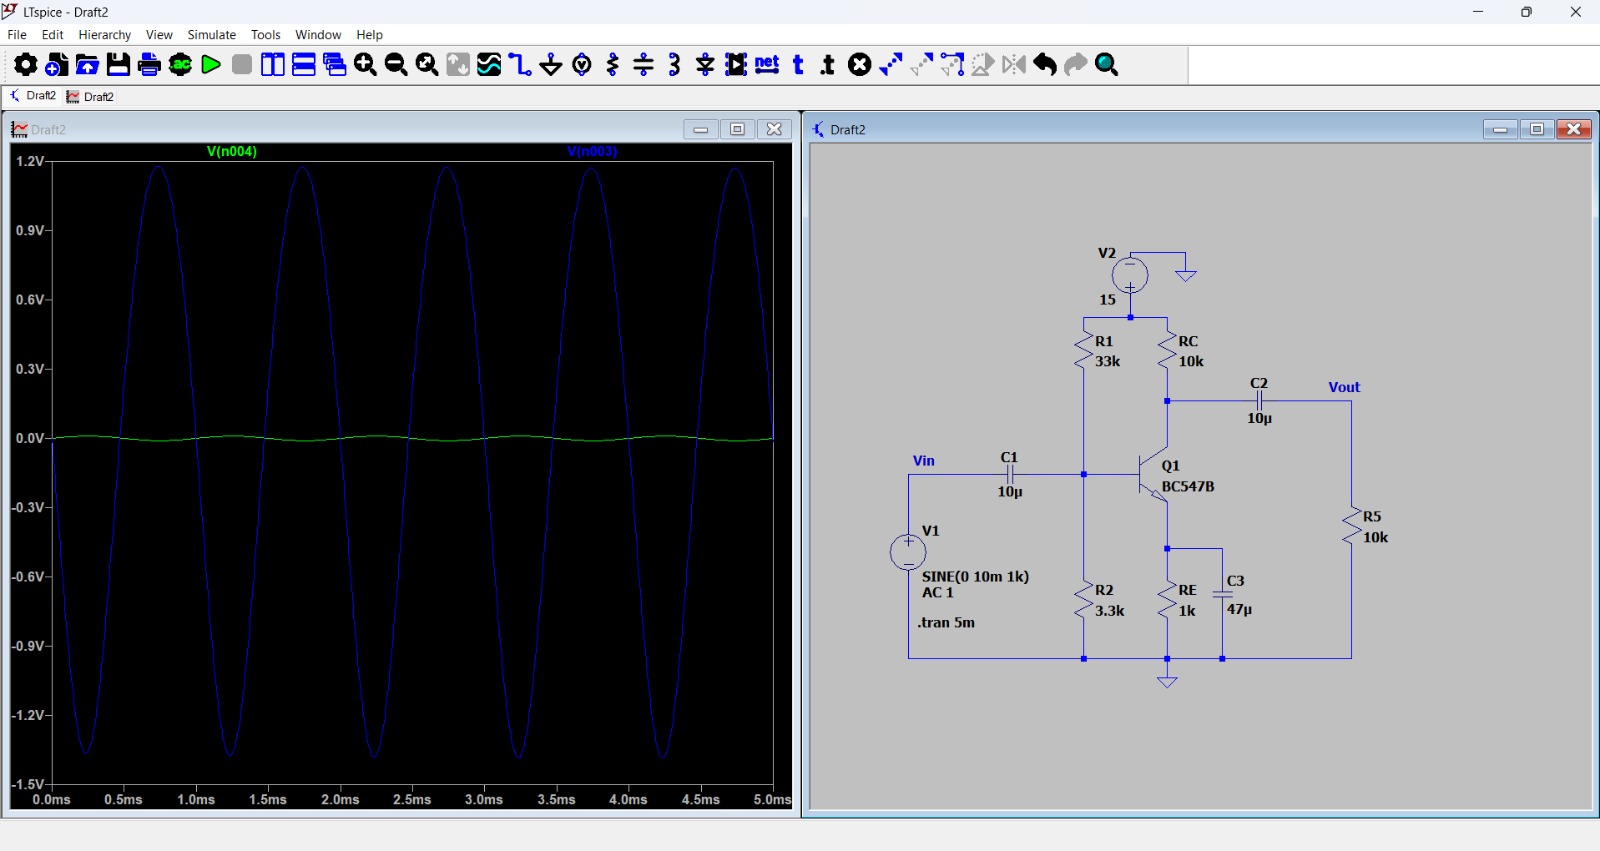 LTspice - Draft2
File Edit Hierarchy View Simulate Tools Window Help
ac net t .t
Draft2 Draft2
Draft2
V(n004) V(n003)
1.2V
0.9V
0.6V
0.3V
0.0V
-0.3V
-0.6V
-0.9V
-1.2V
-1.5V
0.0ms 0.5ms 1.0ms 1.5ms 2.0ms 2.5ms 3.0ms 3.5ms 4.0ms 4.5ms 5.0ms
Draft2
V2
15
R1
33k
RC
10k
C2
10µ
Vout
Vin
C1
10µ
Q1
BC547B
R5
10k
V1
SINE(0 10m 1k)
AC 1
.tran 5m
R2
3.3k
RE
1k
C3
47µ